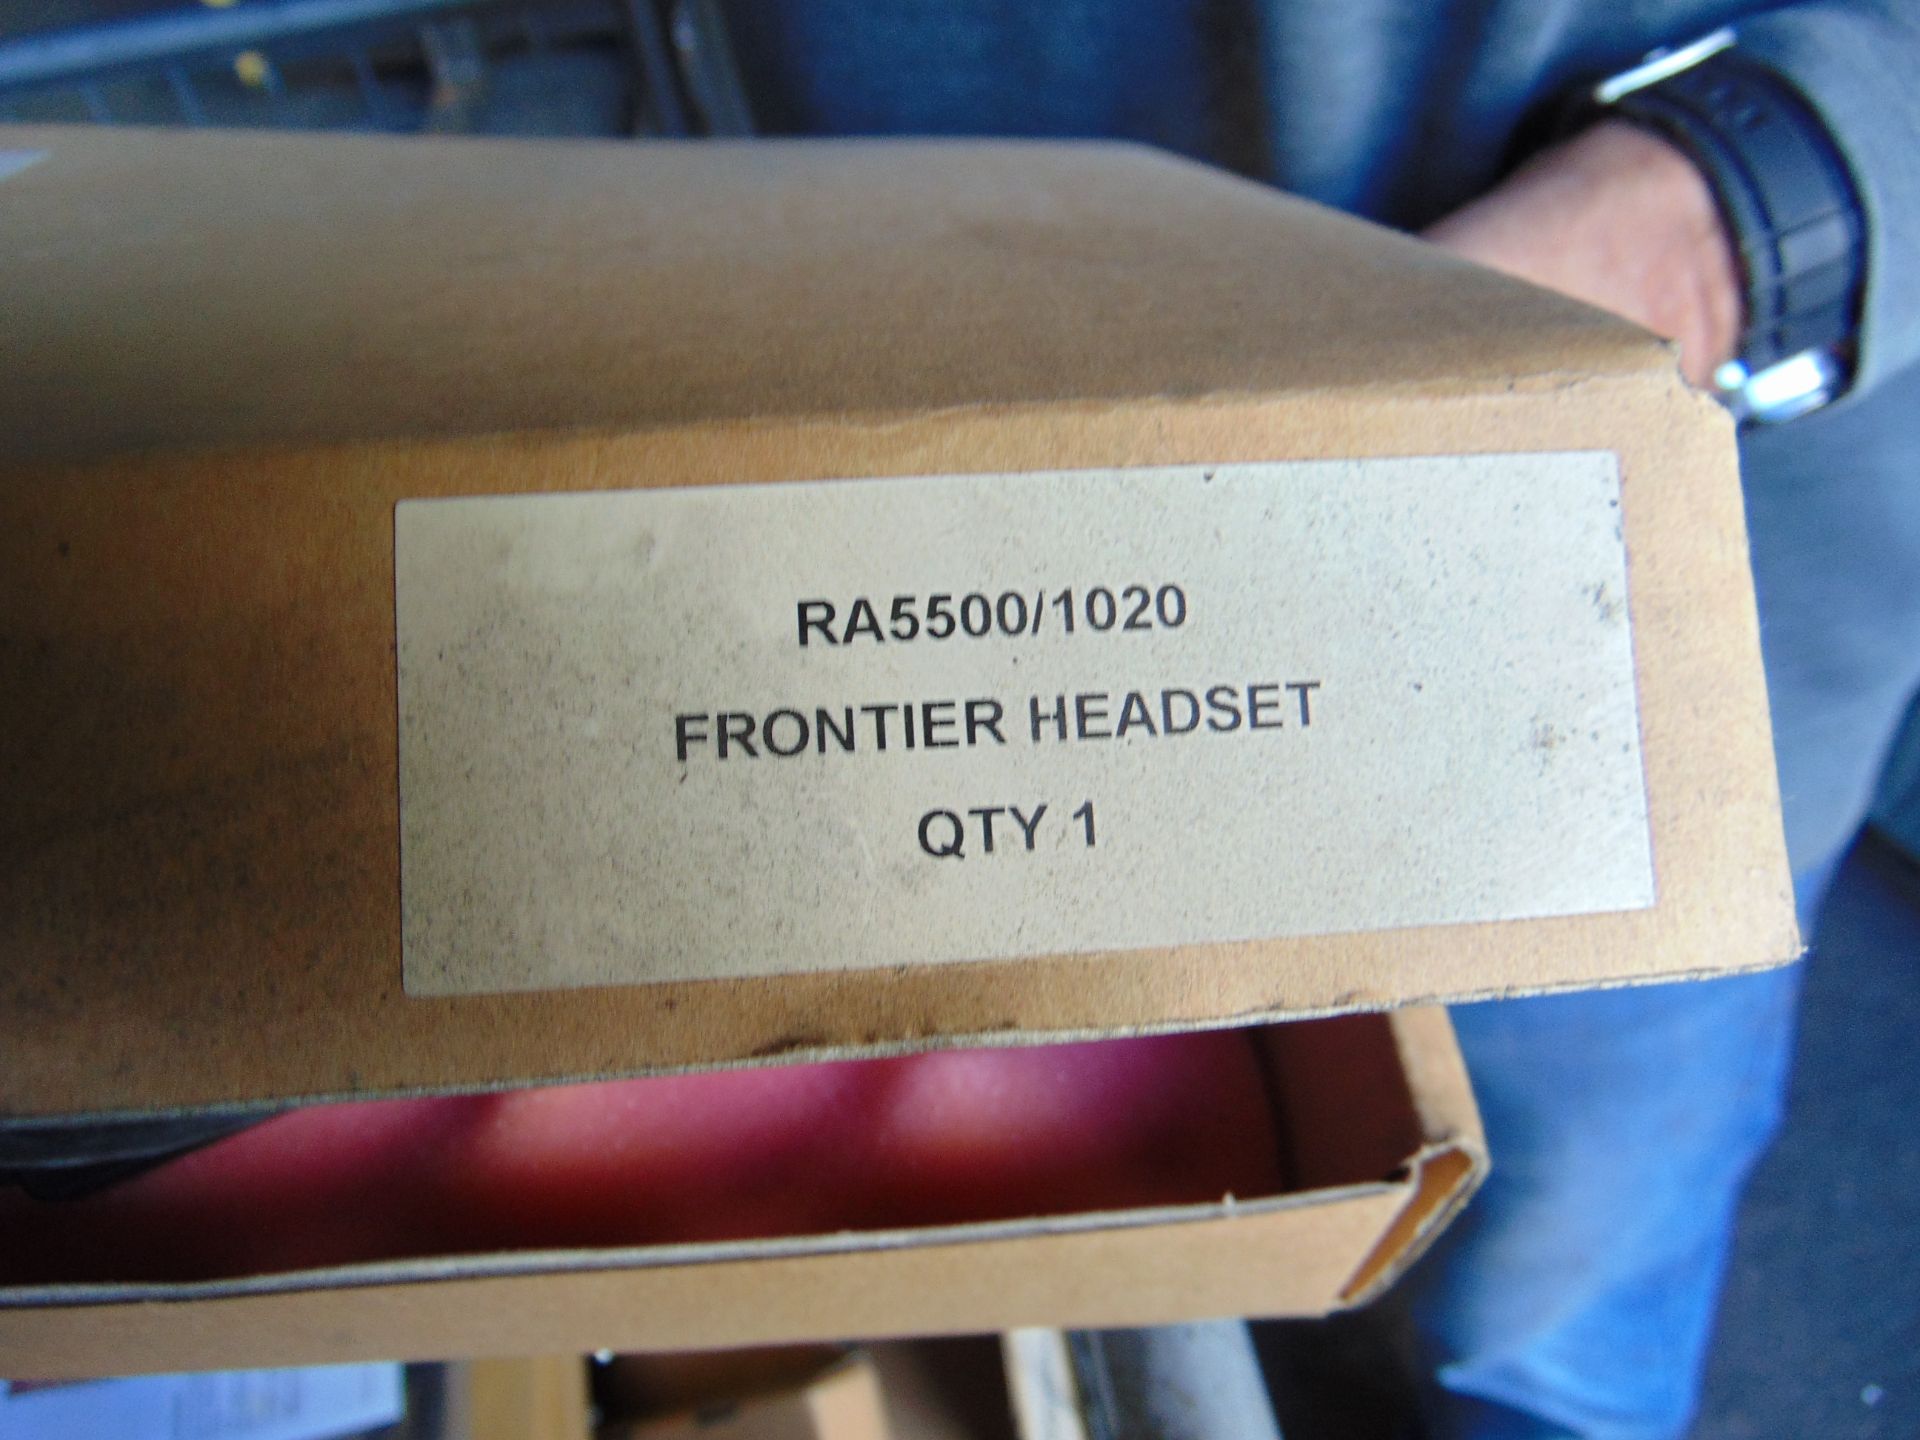 RA5500/1020
FRONTIER HEADSET
QTY 1